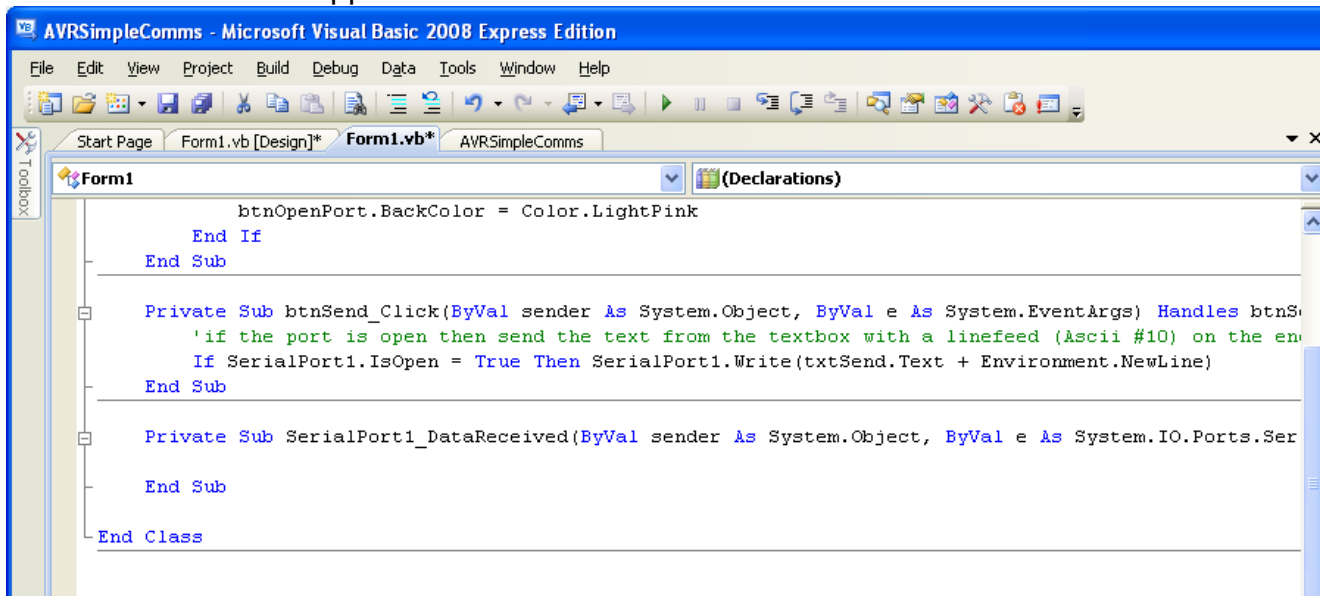 AVRSimpleComms - Microsoft Visual Basic 2008 Express Edition
File Edit View Project Build Debug Data Tools Window Help
Start Page Form1.vb [Design]* Form1.vb* AVRSimpleComms
Toolbox
Form1 (Declarations)
btnOpenPort.BackColor = Color.LightPink
End If
End Sub
Private Sub btnSend_Click(ByVal sender As System.Object, ByVal e As System.EventArgs) Handles btnS
'if the port is open then send the text from the textbox with a linefeed (Ascii #10) on the en
If SerialPort1.IsOpen = True Then SerialPort1.Write(txtSend.Text + Environment.NewLine)
End Sub
Private Sub SerialPort1_DataReceived(ByVal sender As System.Object, ByVal e As System.IO.Ports.Ser
End Sub
End Class